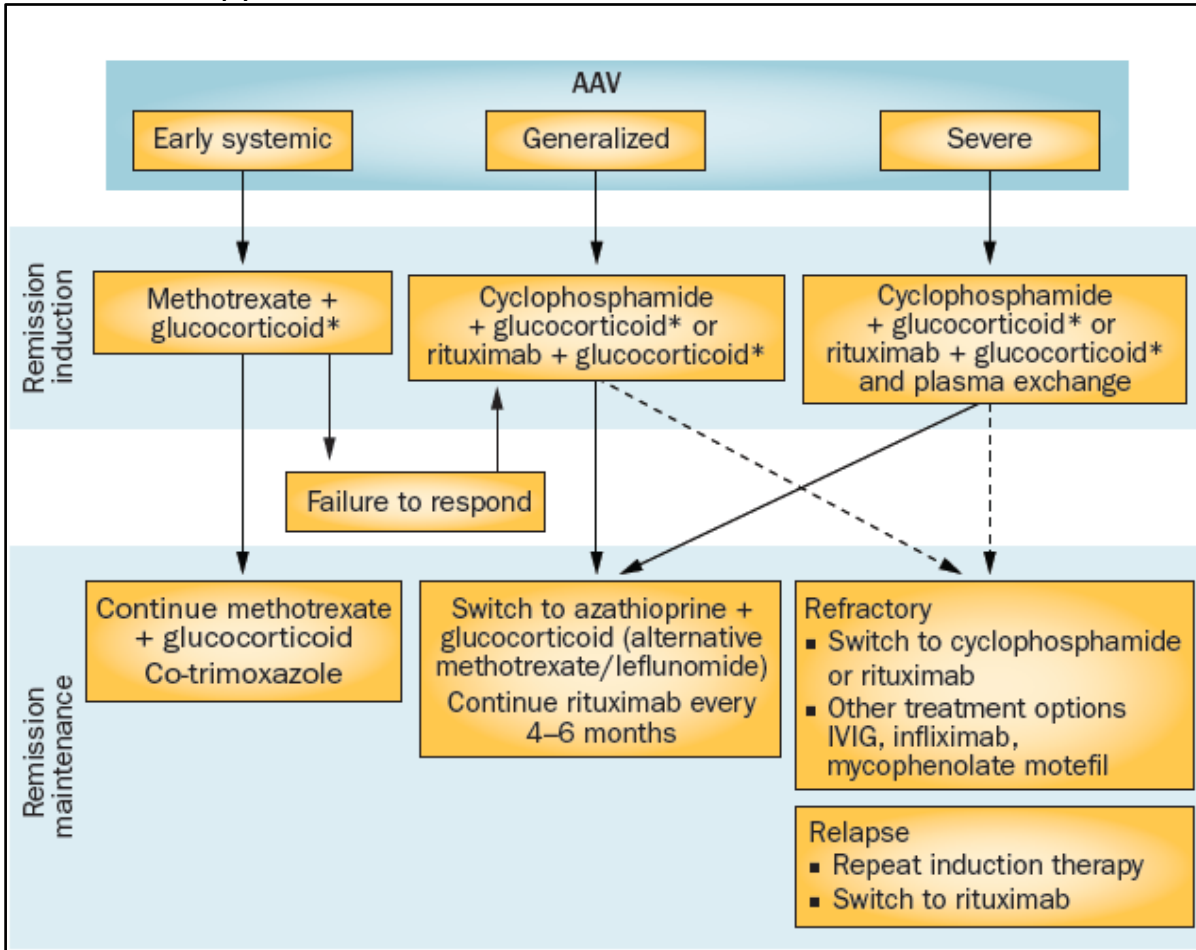 AAV
Early systemic
Generalized
Severe
Remission
induction
Methotrexate +
glucocorticoid*
Cyclophosphamide
+ glucocorticoid* or
rituximab + glucocorticoid*
Cyclophosphamide
+ glucocorticoid* or
rituximab + glucocorticoid*
and plasma exchange
Failure to respond
Remission
maintenance
Continue methotrexate
+ glucocorticoid
Co-trimoxazole
Switch to azathioprine +
glucocorticoid (alternative
methotrexate/leflunomide)
Continue rituximab every
4–6 months
Refractory
▪ Switch to cyclophosphamide
or rituximab
▪ Other treatment options
IVIG, infliximab,
mycophenolate motefil
Relapse
▪ Repeat induction therapy
▪ Switch to rituximab